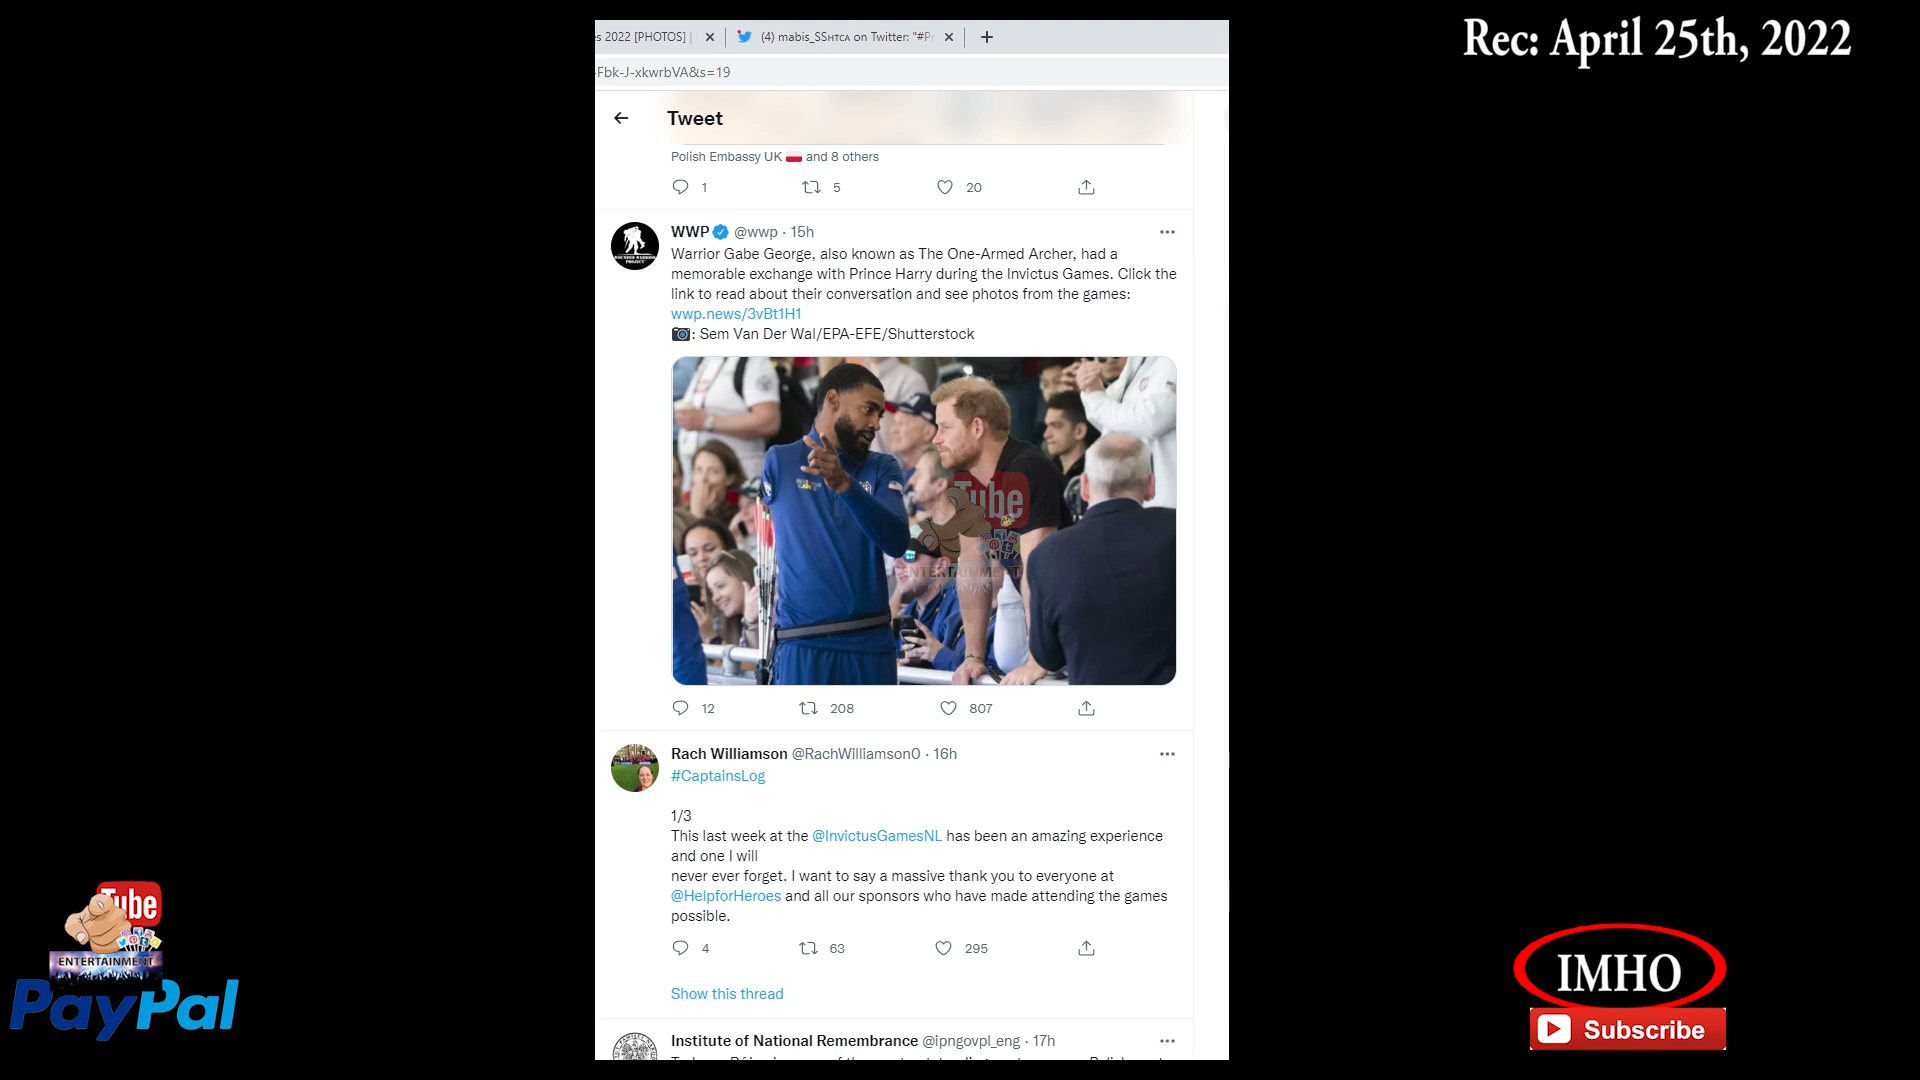 Rec: April 25th, 2022
s 2022 [PHOTOS] |
(4) mabis_SSʜᴛᴄᴀ on Twitter: "#Pr
Fbk-J-xkwrbVA&s=19
Tweet
Polish Embassy UK 🇵🇱 and 8 others
1 5 20
WWP @wwp · 15h
Warrior Gabe George, also known as The One-Armed Archer, had a
memorable exchange with Prince Harry during the Invictus Games. Click the
link to read about their conversation and see photos from the games:
wwp.news/3vBt1H1
📷: Sem Van Der Wal/EPA-EFE/Shutterstock
Tube
ENTERTAINMENT
12 208 807
Rach Williamson @RachWilliamson0 · 16h
#CaptainsLog
1/3
This last week at the @InvictusGamesNL has been an amazing experience
and one I will
never ever forget. I want to say a massive thank you to everyone at
@HelpforHeroes and all our sponsors who have made attending the games
possible.
4 63 295
Show this thread
Institute of National Remembrance @ipngovpl_eng · 17h
Tube
ENTERTAINMENT
PayPal
IMHO
Subscribe